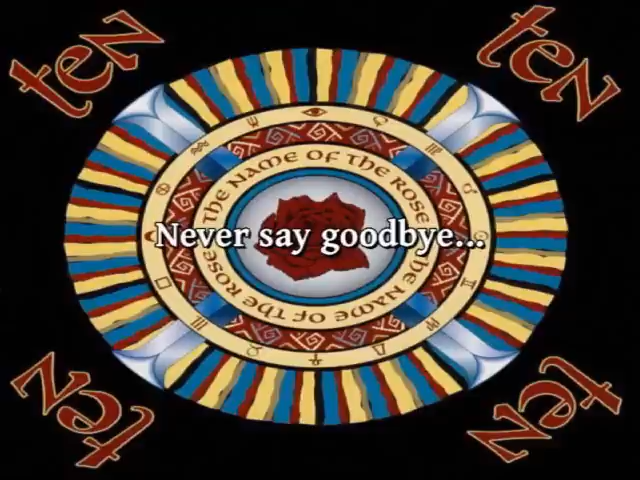 ten
ten
THE NAME OF THE ROSE
Never say goodbye...
THE NAME OF THE ROSE
ten
ten